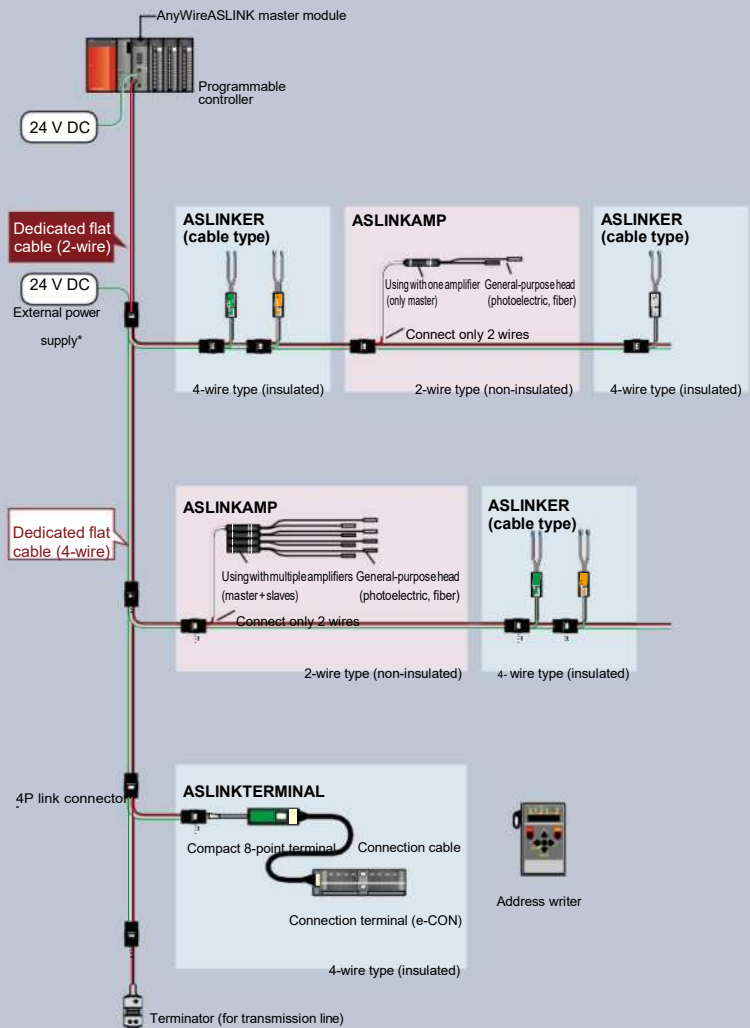 AnyWireASLINK master module
Programmable
controller
24 V DC
Dedicated flat
cable (2-wire)
24 V DC
External power
supply*
ASLINKER
(cable type)
4-wire type (insulated)
ASLINKAMP
Using with one amplifier
(only master)
General-purpose head
(photoelectric, fiber)
Connect only 2 wires
2-wire type (non-insulated)
ASLINKER
(cable type)
4-wire type (insulated)
Dedicated flat
cable (4-wire)
ASLINKAMP
Using with multiple amplifiers
(master + slaves)
General-purpose head
(photoelectric, fiber)
Connect only 2 wires
2-wire type (non-insulated)
ASLINKER
(cable type)
4- wire type (insulated)
4P link connector
ASLINKTERMINAL
Compact 8-point terminal
Connection cable
Connection terminal (e-CON)
4-wire type (insulated)
Address writer
Terminator (for transmission line)